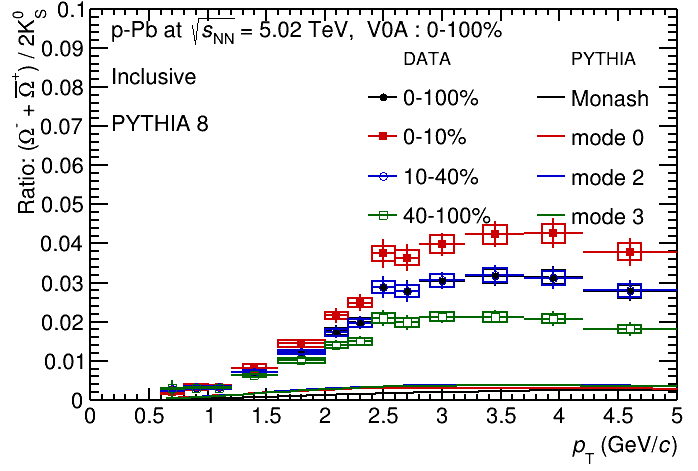 p-Pb at √s_NN = 5.02 TeV, V0A : 0-100%
Inclusive
PYTHIA 8
DATA
0-100%
0-10%
10-40%
40-100%
PYTHIA
Monash
mode 0
mode 2
mode 3
Ratio: (Ω⁻ + Ω̅⁺) / 2K⁰_S
0.1
0.09
0.08
0.07
0.06
0.05
0.04
0.03
0.02
0.01
0
0 0.5 1 1.5 2 2.5 3 3.5 4 4.5 5
p_T (GeV/c)